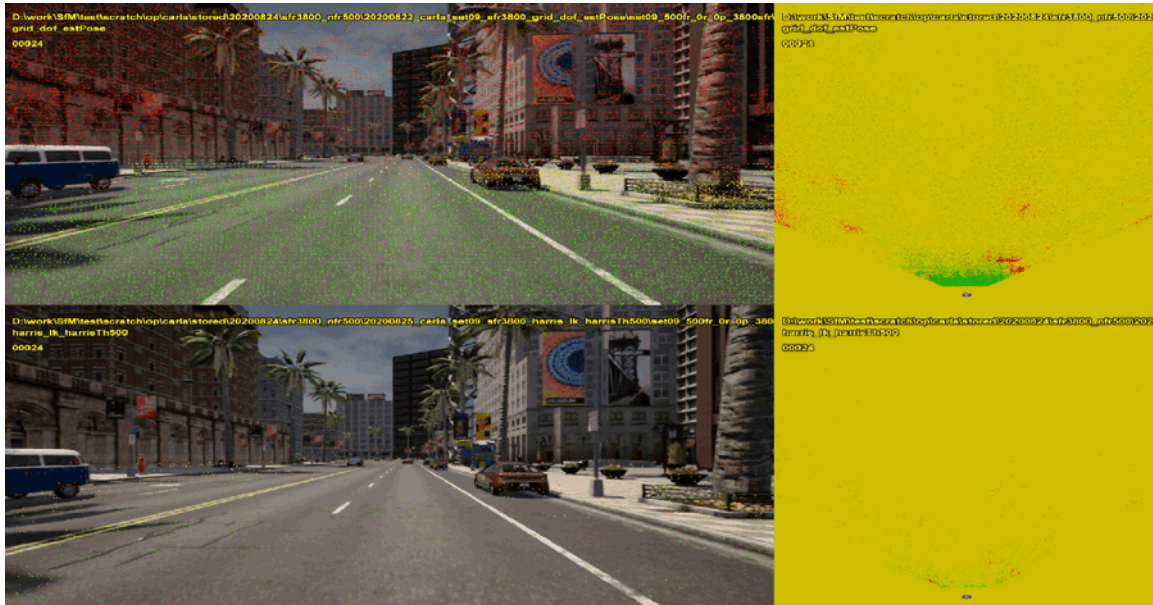 D:\work\SfM\test\scratch\op\carla\stored\20200824\sfr3800_nfr500\20200822_carla_set09_sfr3800_grid_dof_estPose\set09_500fr_0r_0p_3800sfr\
grid_dof_estPose
00024
D:\work\SfM\test\scratch\op\carla\stored\20200824\sfr3800_nfr500\202
grid_dof_estPose
00024
D:\work\SfM\test\scratch\op\carla\stored\20200824\sfr3800_nfr500\20200825_carla_set09_sfr3800_harris_lk_harrisTh500\set09_500fr_0r_0p_380
harris_lk_harrisTh500
00024
MUSEUM
D:\work\SfM\test\scratch\op\carla\stored\20200824\sfr3800_nfr500\202
harris_lk_harrisTh500
00024